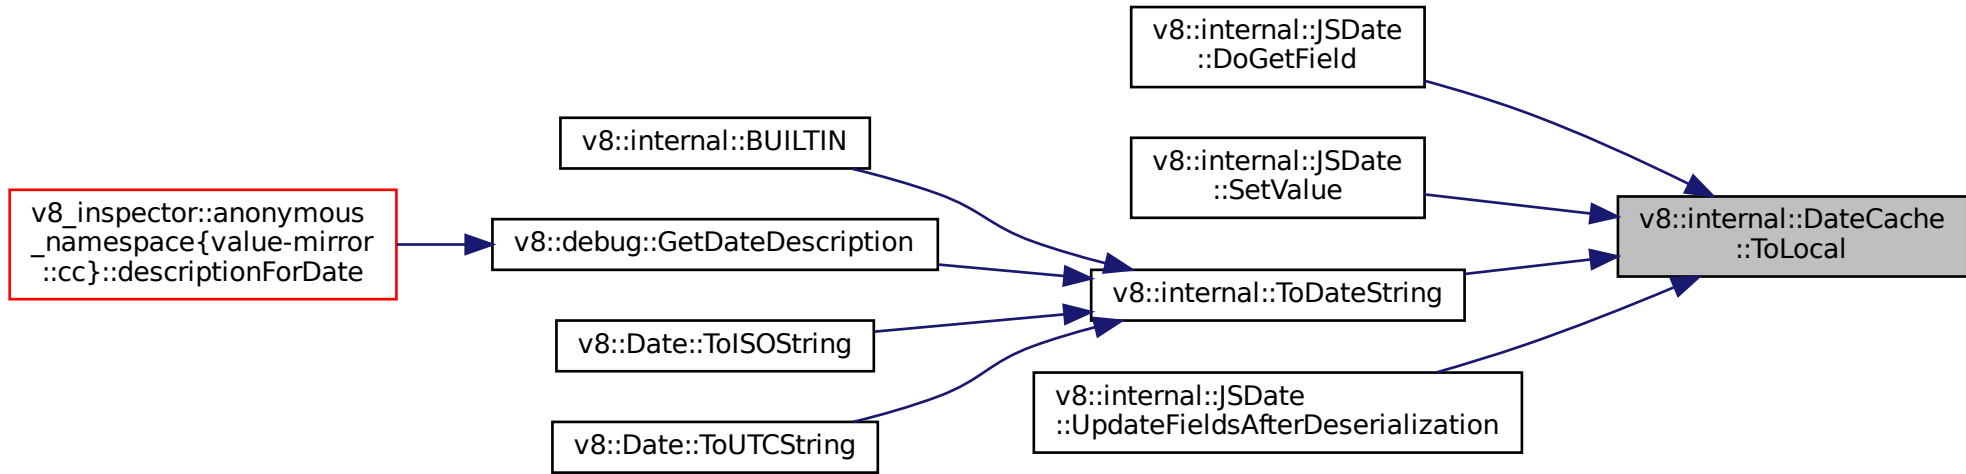 v8::internal::JSDate
::DoGetField
v8::internal::BUILTIN
v8::internal::JSDate
::SetValue
v8_inspector::anonymous
_namespace{value-mirror
::cc}::descriptionForDate
v8::debug::GetDateDescription
v8::internal::DateCache
::ToLocal
v8::internal::ToDateString
v8::Date::ToISOString
v8::internal::JSDate
::UpdateFieldsAfterDeserialization
v8::Date::ToUTCString